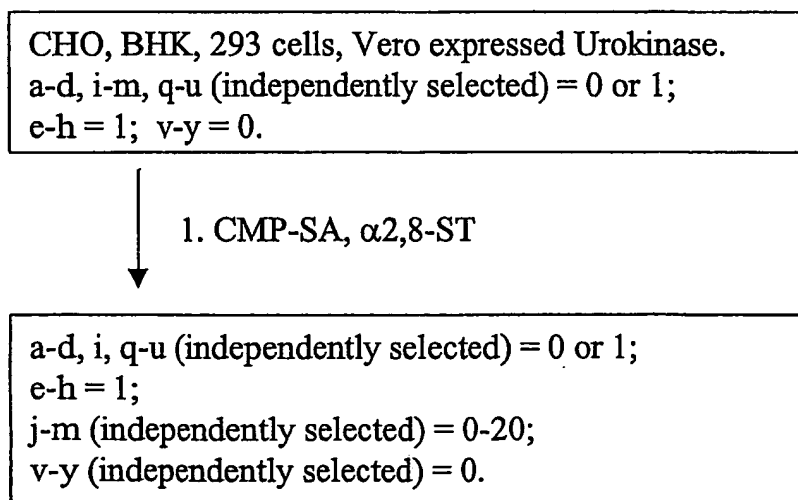 CHO, BHK, 293 cells, Vero expressed Urokinase.
a-d, i-m, q-u (independently selected) = 0 or 1;
e-h = 1; v-y = 0.
1. CMP-SA, α2,8-ST
a-d, i, q-u (independently selected) = 0 or 1;
e-h = 1;
j-m (independently selected) = 0-20;
v-y (independently selected) = 0.